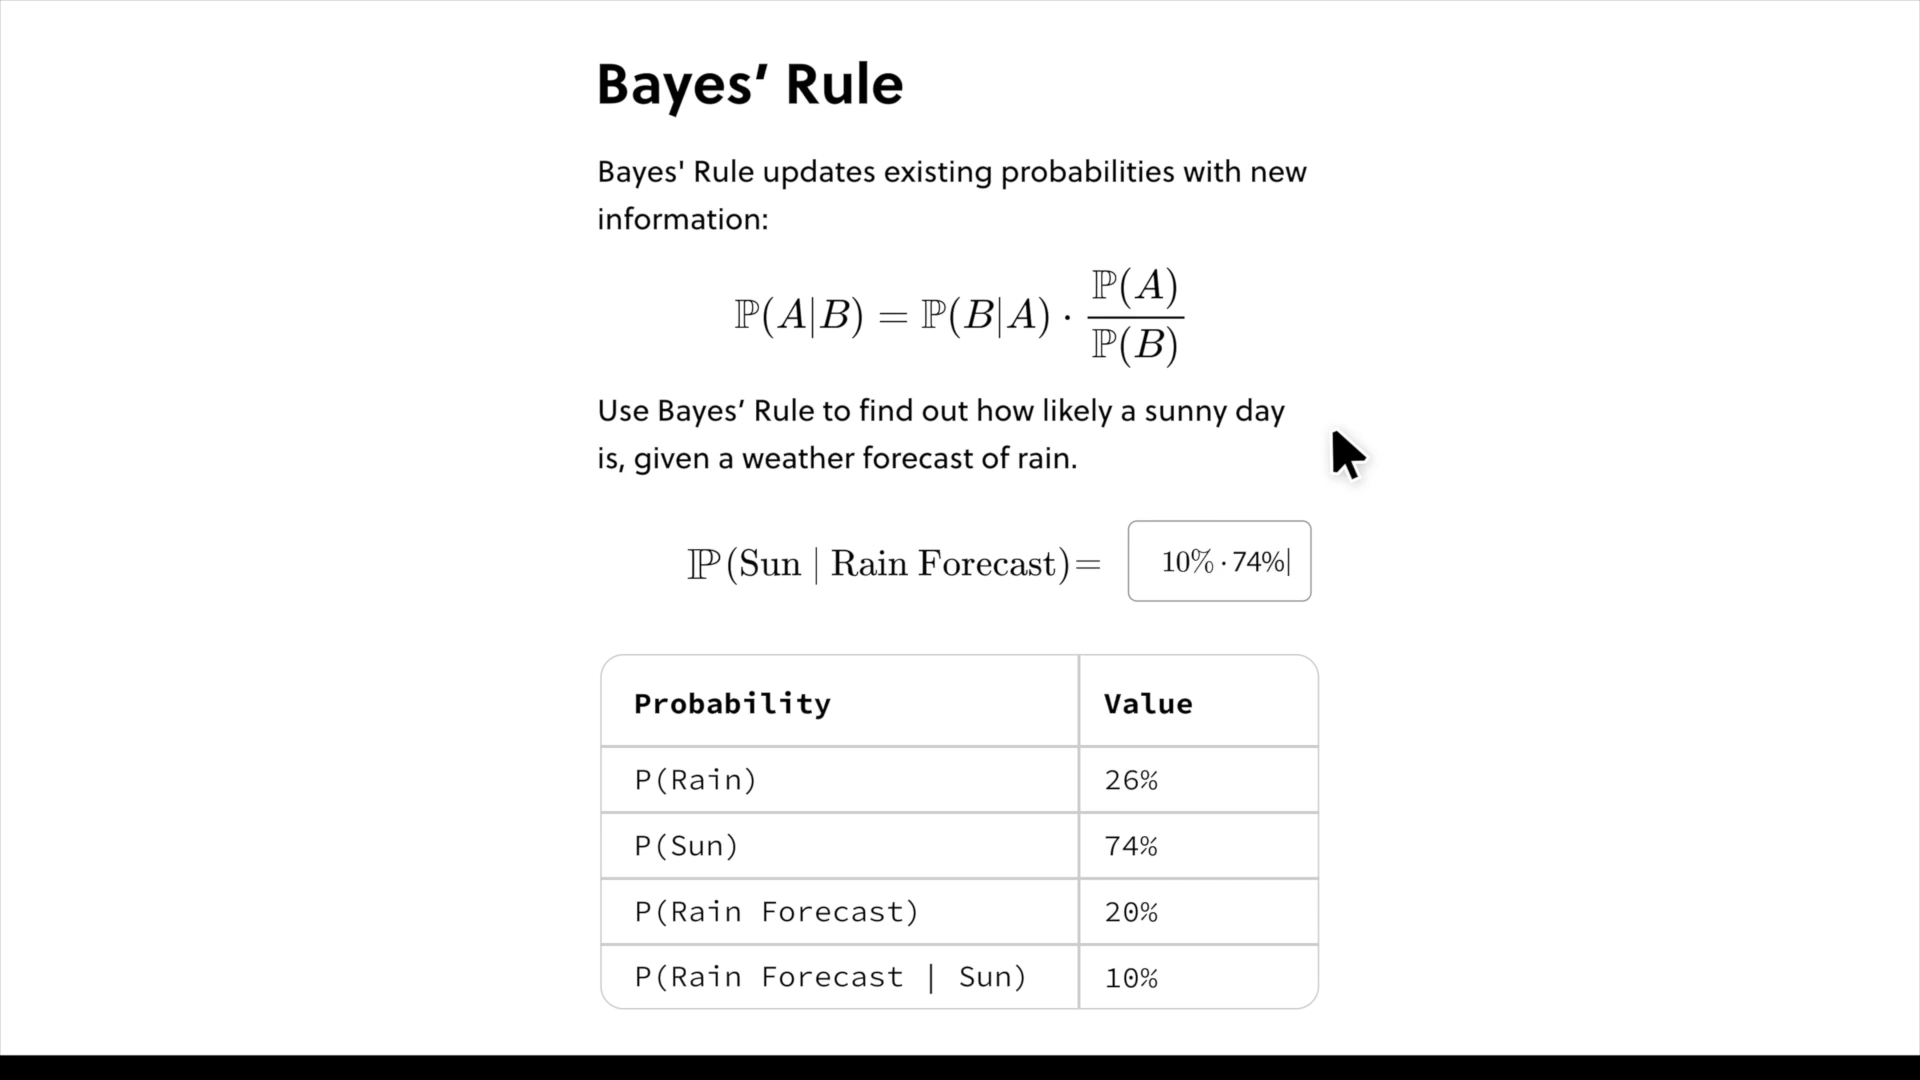 Bayes’ Rule
Bayes' Rule updates existing probabilities with new
information:
ℙ(A|B) = ℙ(B|A) · ℙ(A)/ℙ(B)
Use Bayes’ Rule to find out how likely a sunny day
is, given a weather forecast of rain.
ℙ(Sun | Rain Forecast)= 10% · 74%
Probability Value
P(Rain) 26%
P(Sun) 74%
P(Rain Forecast) 20%
P(Rain Forecast | Sun) 10%